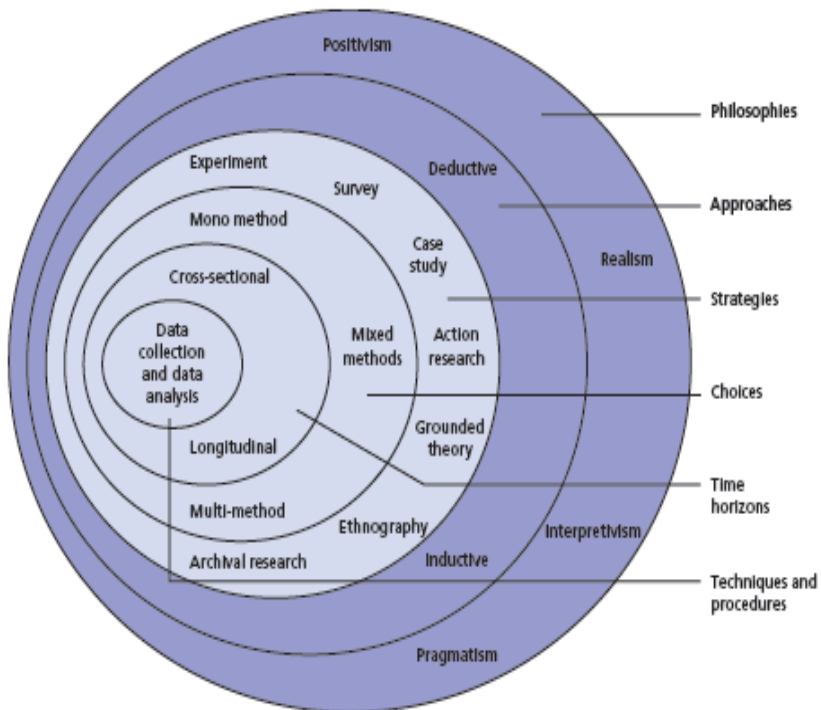 Positivism
Philosophies
Experiment
Deductive
Survey
Approaches
Mono method
Case
study
Realism
Cross-sectional
Strategies
Data
collection
and data
analysis
Mixed
methods
Action
research
Choices
Grounded
theory
Longitudinal
Time
horizons
Multi-method
Ethnography
Interpretivism
Archival research
Inductive
Techniques and
procedures
Pragmatism